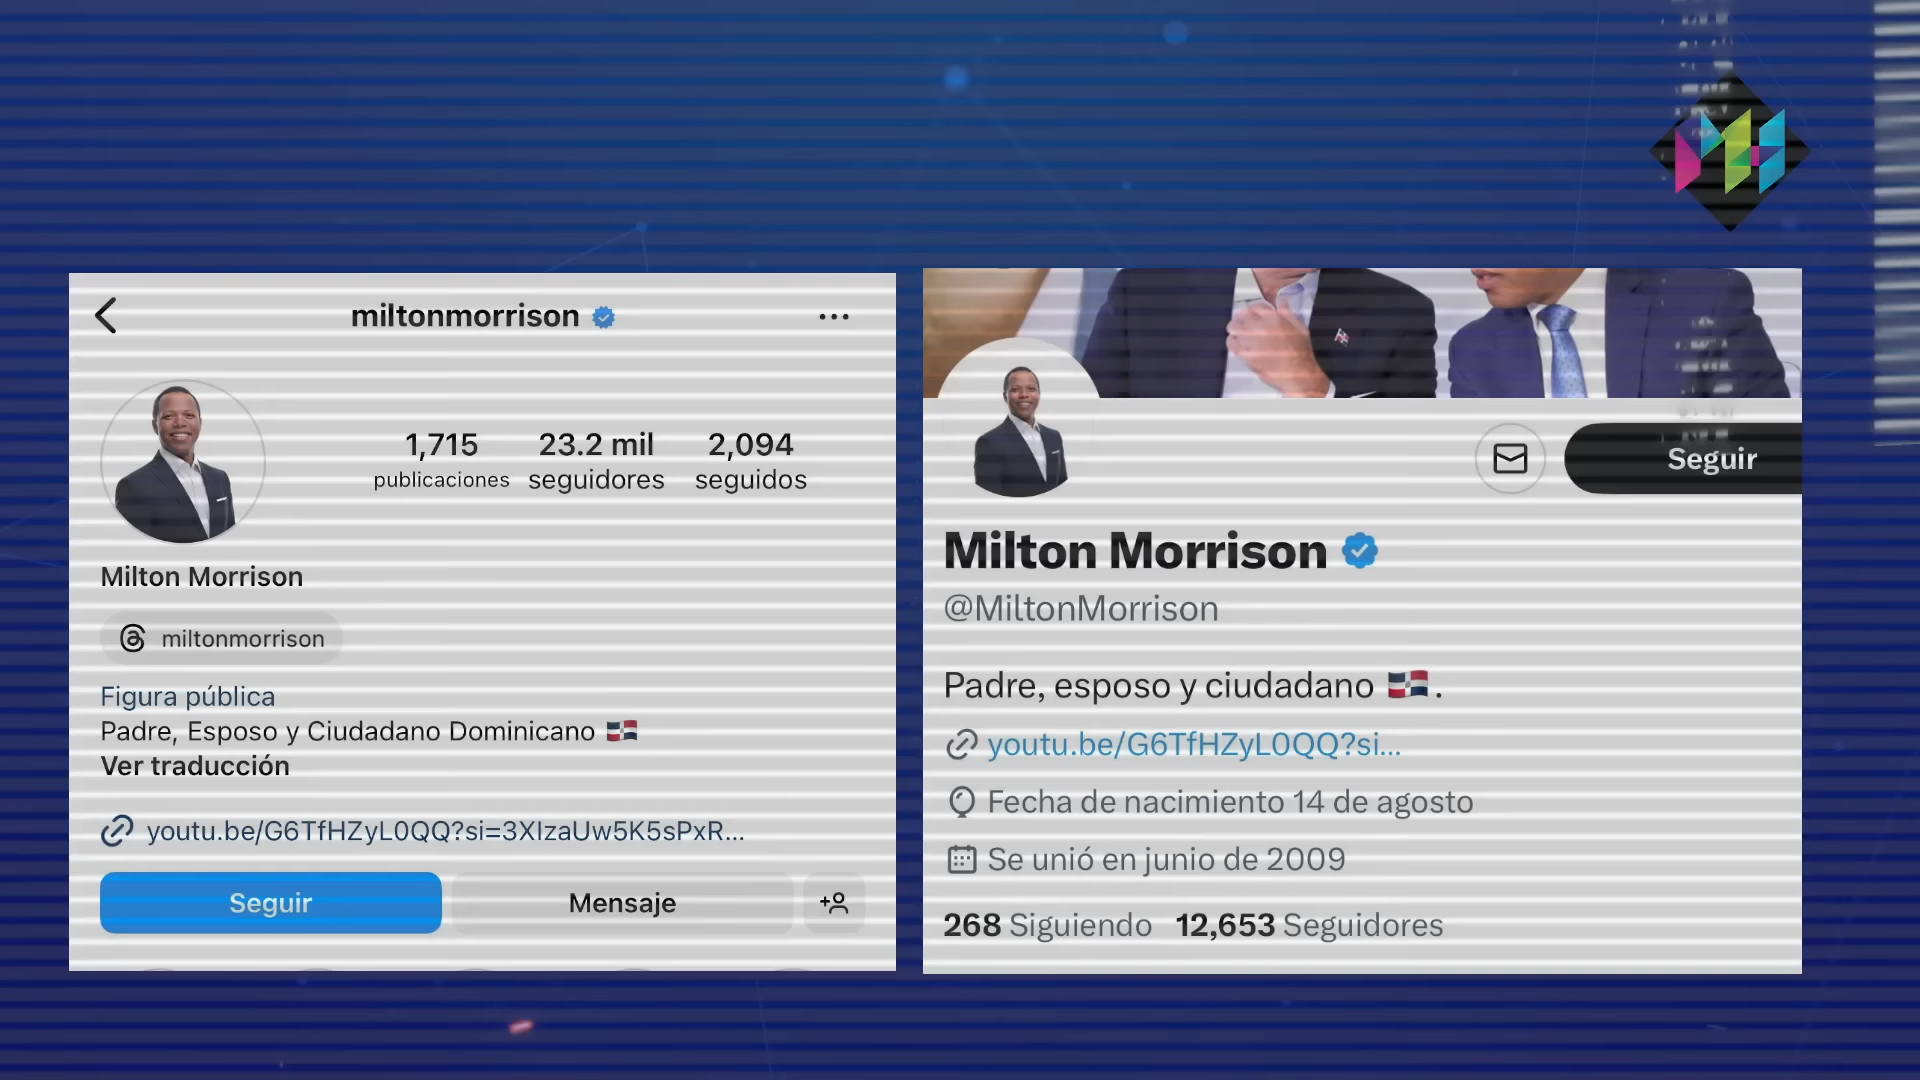 miltonmorrison
1,715 23.2 mil 2,094
publicaciones seguidores seguidos
Milton Morrison
miltonmorrison
Figura pública
Padre, Esposo y Ciudadano Dominicano 🇩🇴
Ver traducción
youtu.be/G6TfHZyL0QQ?si=3XIzaUw5K5sPxR...
Seguir Mensaje
Seguir
Milton Morrison
@MiltonMorrison
Padre, esposo y ciudadano 🇩🇴.
youtu.be/G6TfHZyL0QQ?si...
Fecha de nacimiento 14 de agosto
Se unió en junio de 2009
268 Siguiendo 12,653 Seguidores